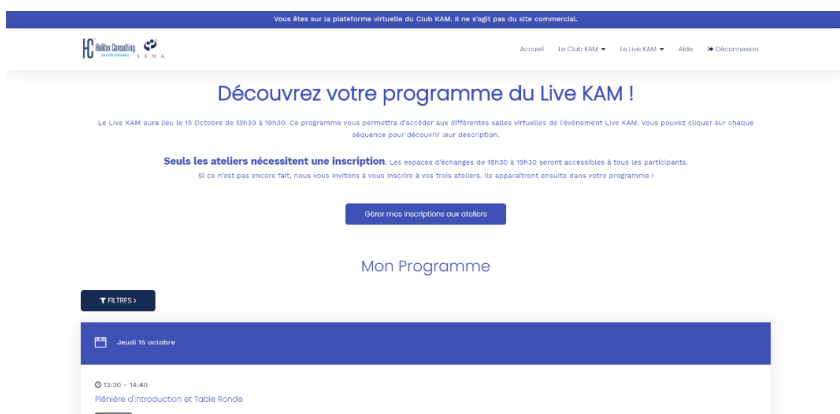 Vous êtes sur la plateforme virtuelle du Club KAM. Il ne s'agit pas du site commercial.
HC Halifax Consulting
SAMA
Accueil Le Club KAM Le Live KAM Aide Déconnexion
Découvrez votre programme du Live KAM !
Le Live KAM aura lieu le 15 Octobre de 13h30 à 19h30. Ce programme vous permettra d'accéder aux différentes salles virtuelles de l'événement Live KAM. Vous pouvez cliquer sur chaque
séquence pour découvrir leur description.
Seuls les ateliers nécessitent une inscription. Les espaces d'échanges de 18h30 à 19h30 seront accessibles à tous les participants.
Si ce n'est pas encore fait, nous vous invitons à vous inscrire à vos trois ateliers. Ils apparaîtront ensuite dans votre programme !
Gérer mes inscriptions aux ateliers
Mon Programme
FILTRES >
Jeudi 15 octobre
13:30 - 14:40
Plénière d'introduction et Table Ronde